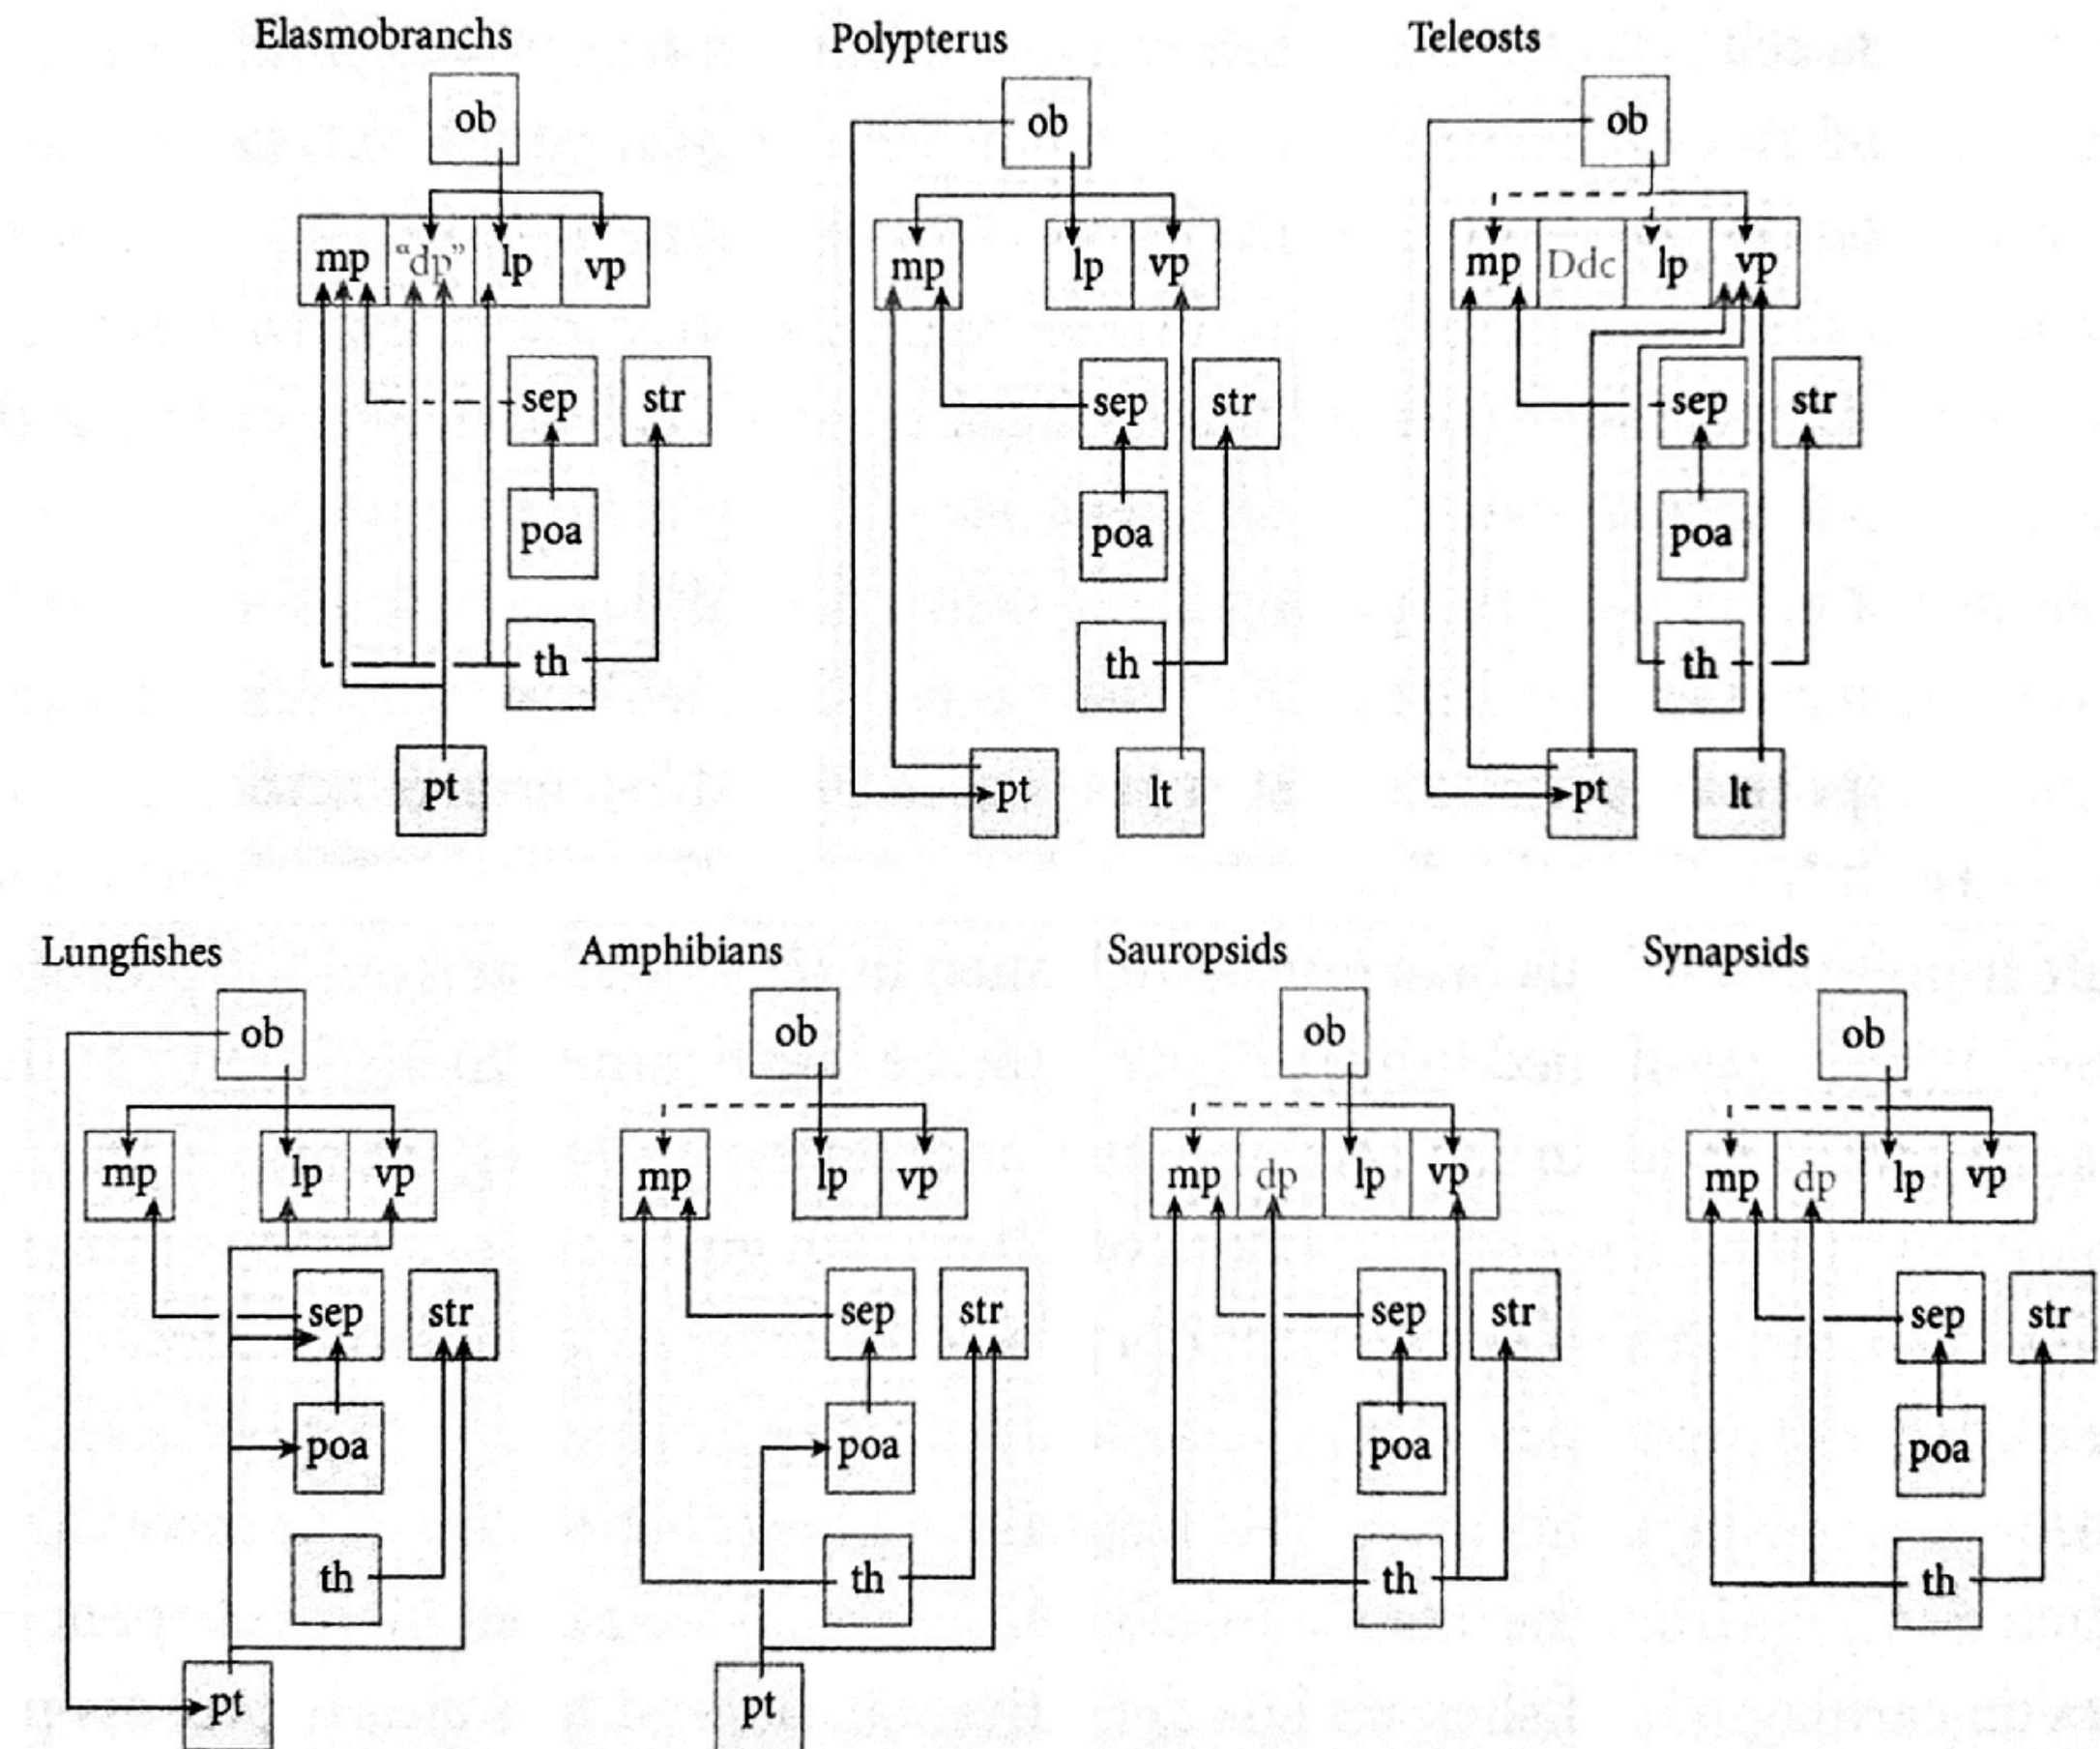 Elasmobranchs
ob
mp "dp" lp vp
sep str
poa
th
pt
Polypterus
ob
mp lp vp
sep str
poa
th
pt lt
Teleosts
ob
mp Ddc lp vp
sep str
poa
th
pt lt
Lungfishes
ob
mp lp vp
sep str
poa
th
pt
Amphibians
ob
mp lp vp
sep str
poa
th
pt
Sauropsids
ob
mp dp lp vp
sep str
poa
th
Synapsids
ob
mp dp lp vp
sep str
poa
th